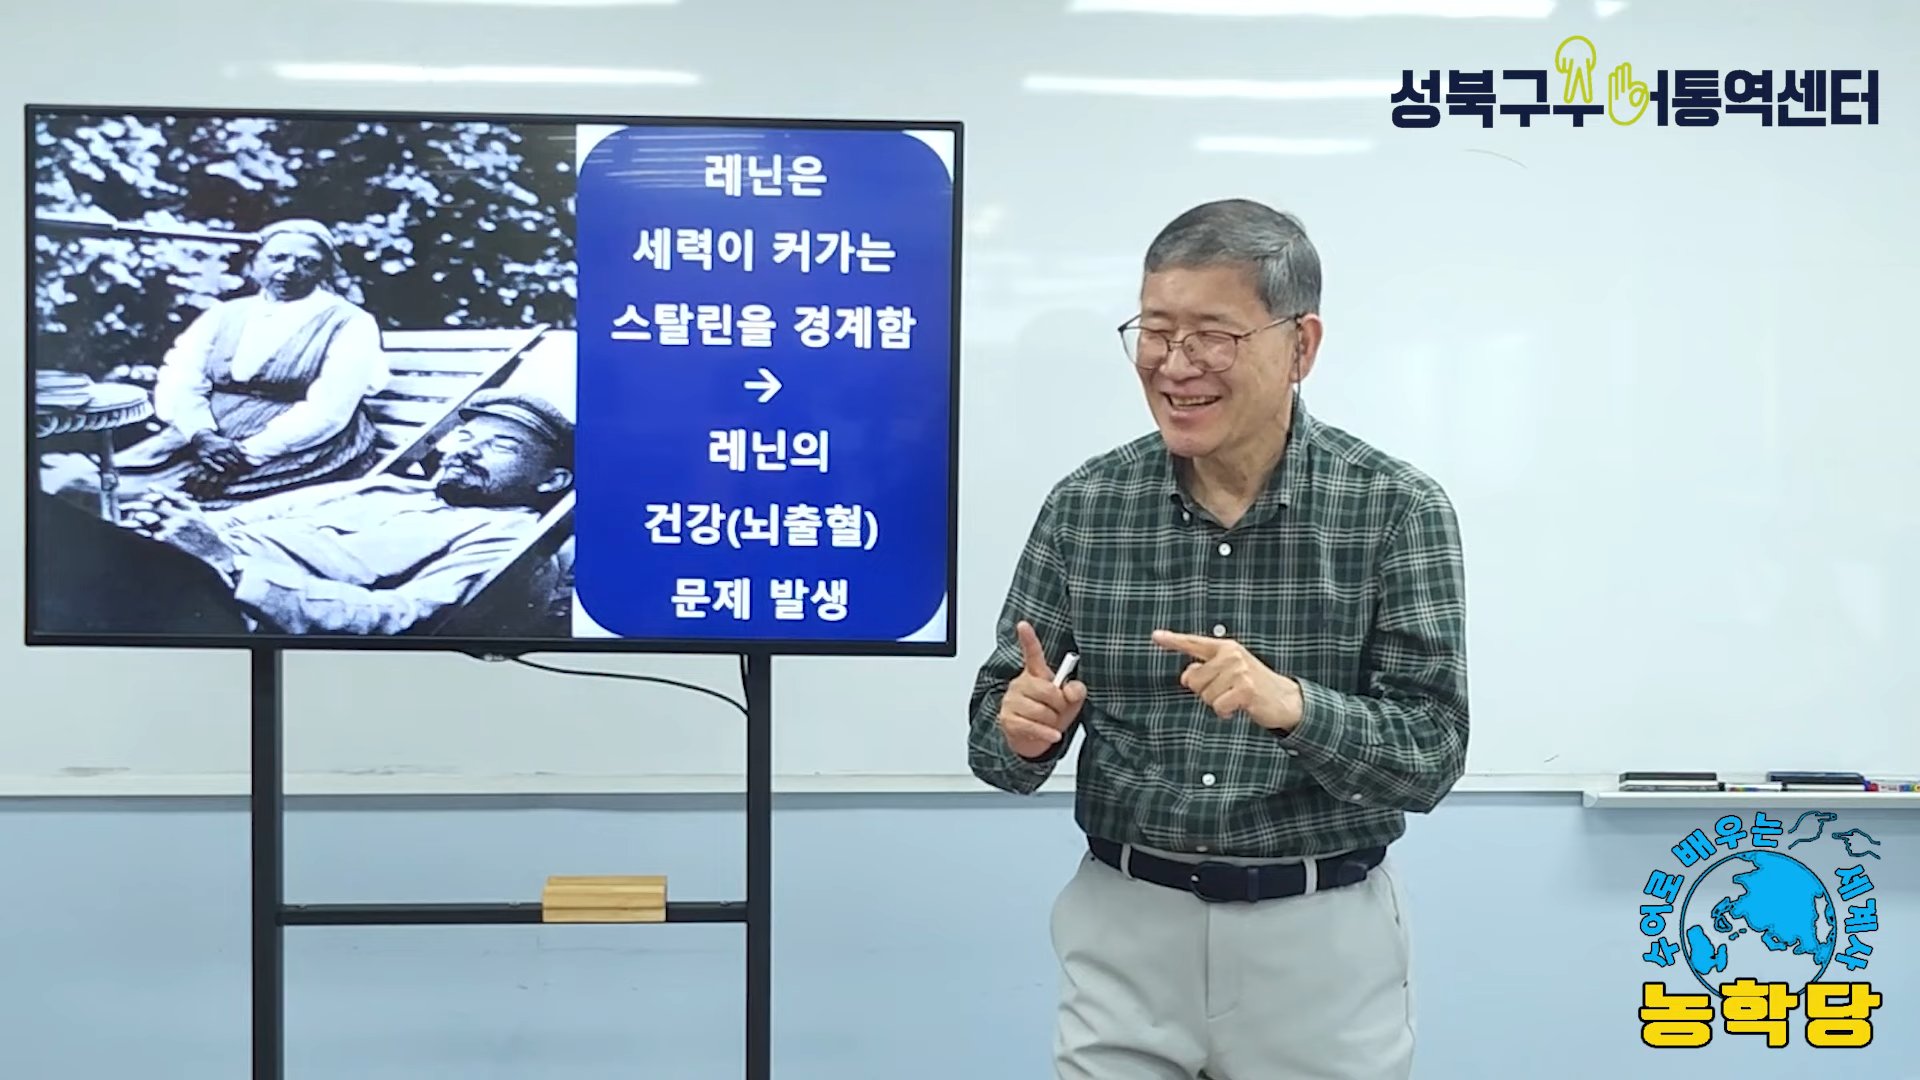 성북구수어통역센터
레닌은
세력이 커가는
스탈린을 경계함
→
레닌의
건강(뇌출혈)
문제 발생
수어로 배우는 세계사
농학당